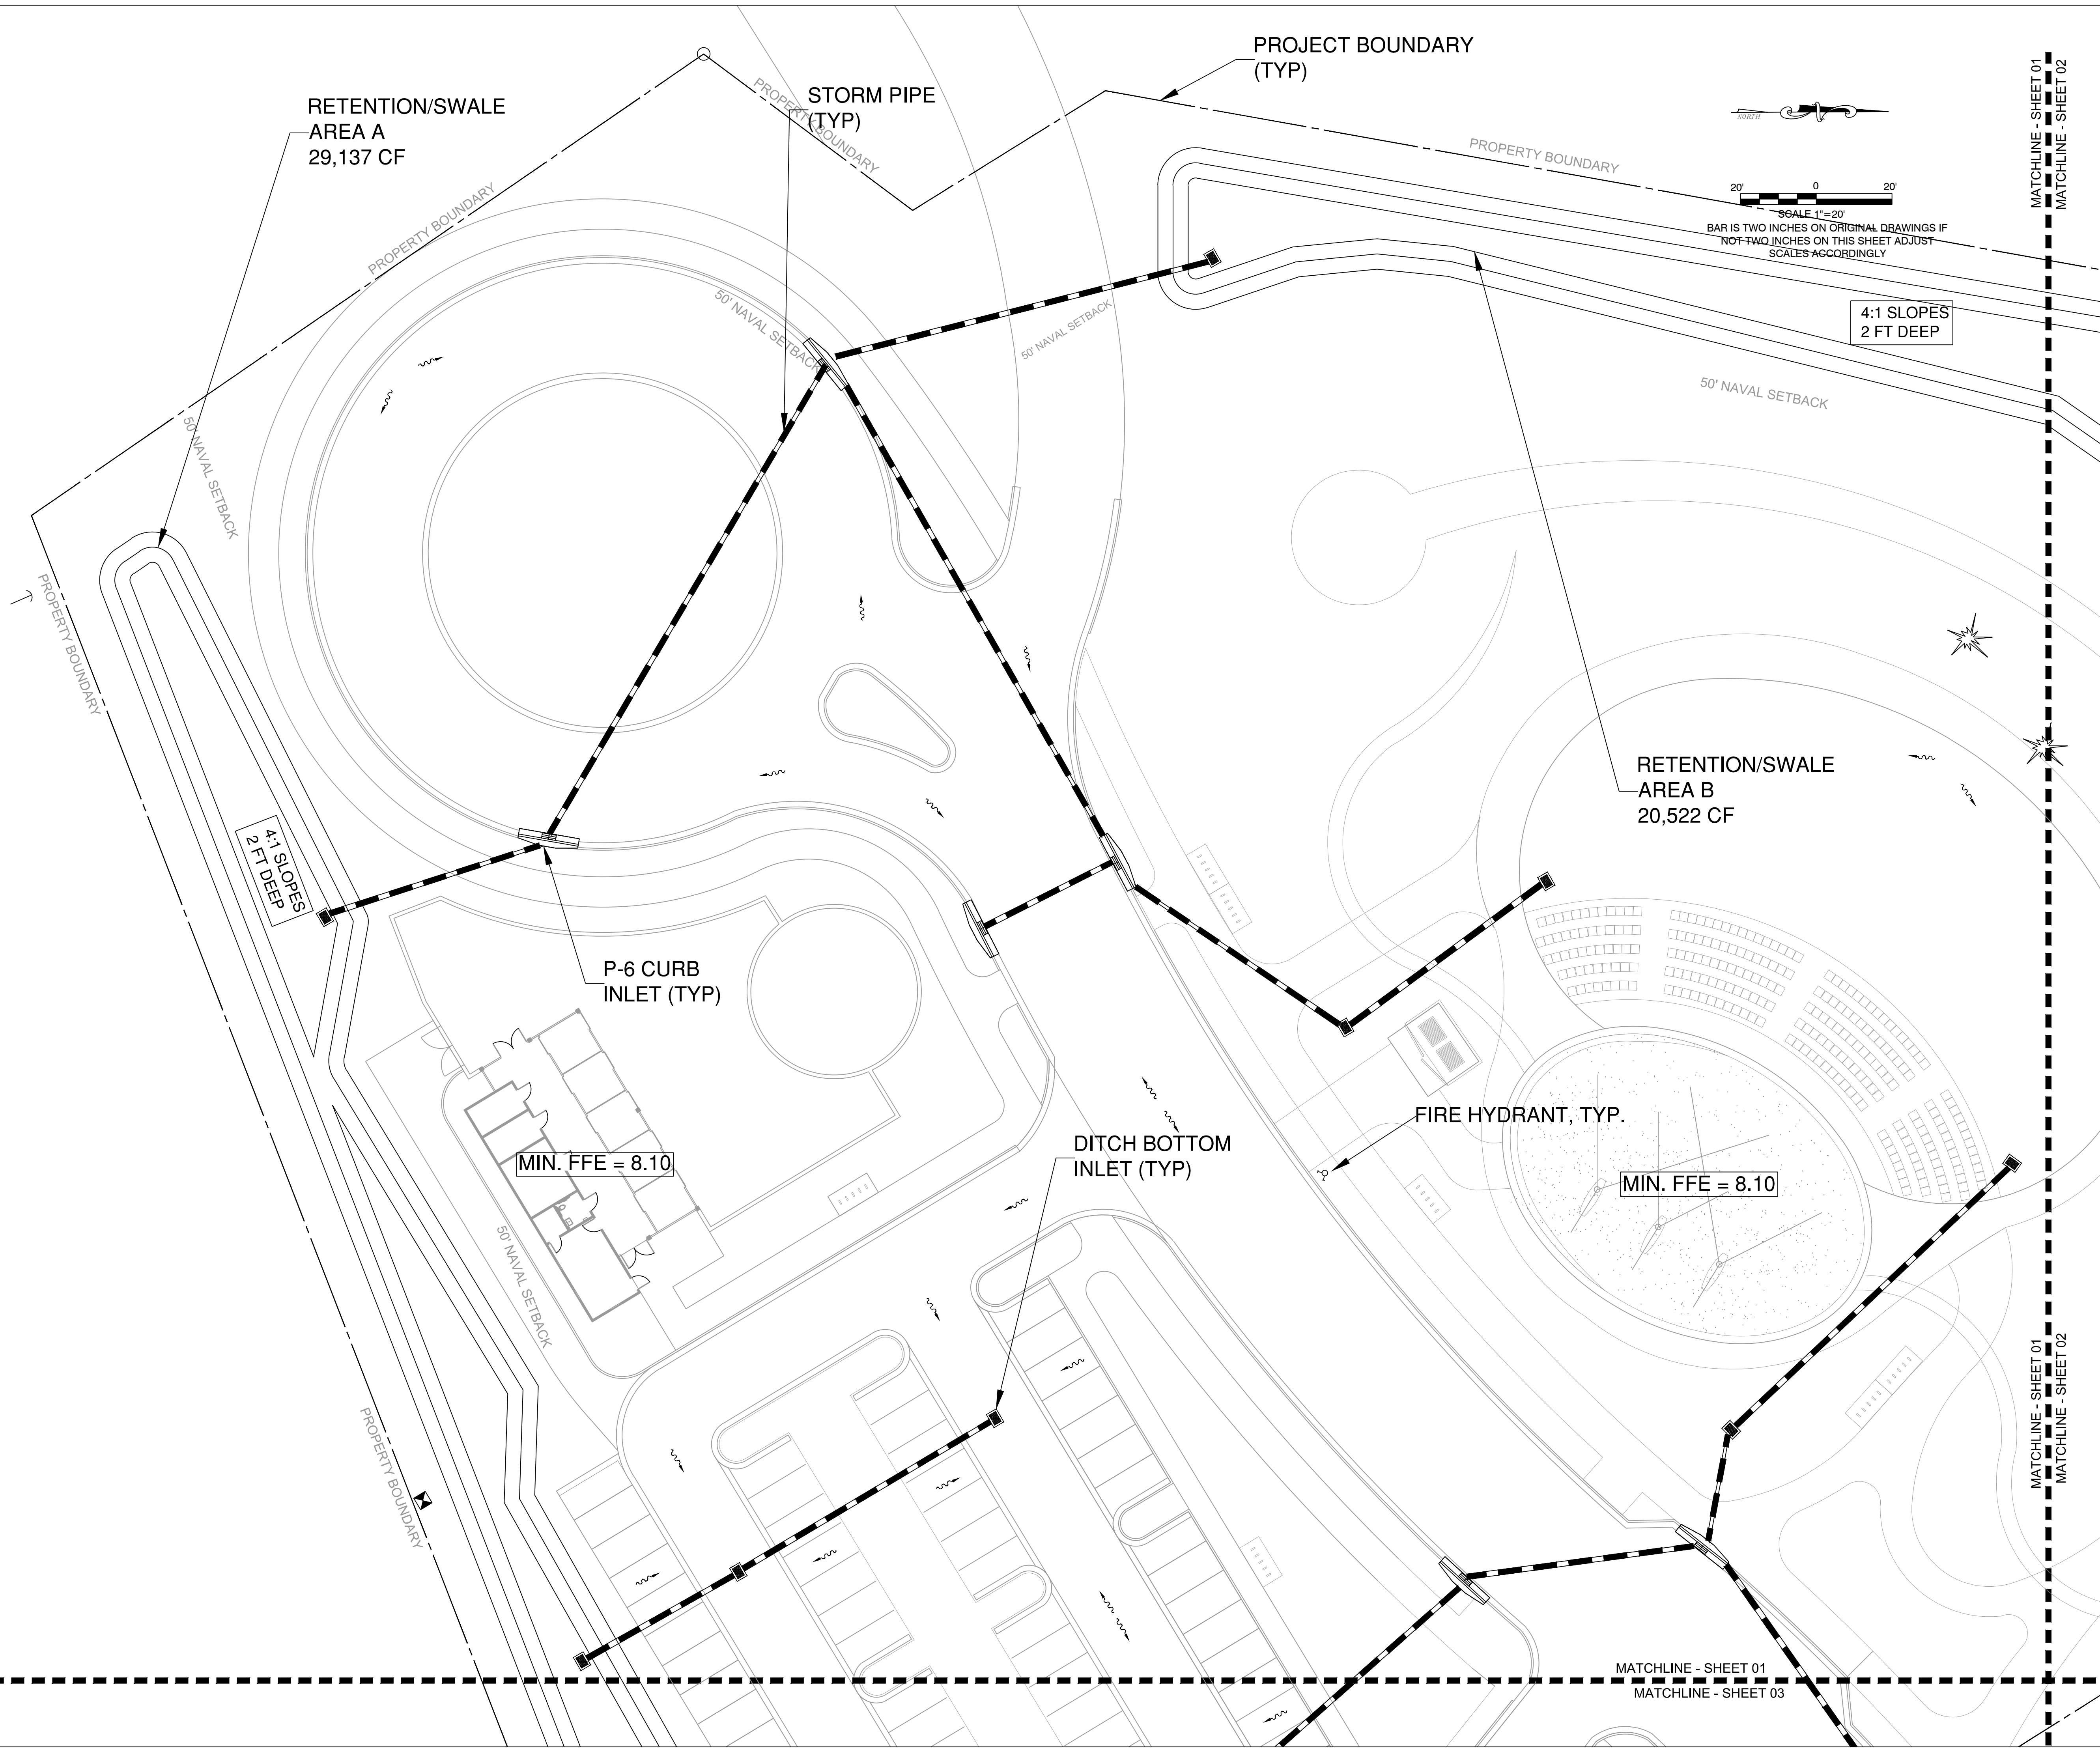 PROJECT BOUNDARY
(TYP)
STORM PIPE
(TYP)
RETENTION/SWALE
AREA A
29,137 CF
PROPERTY BOUNDARY
PROPERTY BOUNDARY
PROPERTY BOUNDARY
NORTH
20' 0 20'
SCALE 1"=20'
BAR IS TWO INCHES ON ORIGINAL DRAWINGS IF
NOT TWO INCHES ON THIS SHEET ADJUST
SCALES ACCORDINGLY
MATCHLINE - SHEET 01
MATCHLINE - SHEET 02
4:1 SLOPES
2 FT DEEP
50' NAVAL SETBACK
50' NAVAL SETBACK
50' NAVAL SETBACK
50' NAVAL SETBACK
PROPERTY BOUNDARY
RETENTION/SWALE
AREA B
20,522 CF
4:1 SLOPES
2 FT DEEP
P-6 CURB
INLET (TYP)
FIRE HYDRANT, TYP.
DITCH BOTTOM
INLET (TYP)
MIN. FFE = 8.10
MIN. FFE = 8.10
50' NAVAL SETBACK
PROPERTY BOUNDARY
MATCHLINE - SHEET 01
MATCHLINE - SHEET 02
MATCHLINE - SHEET 01
MATCHLINE - SHEET 03